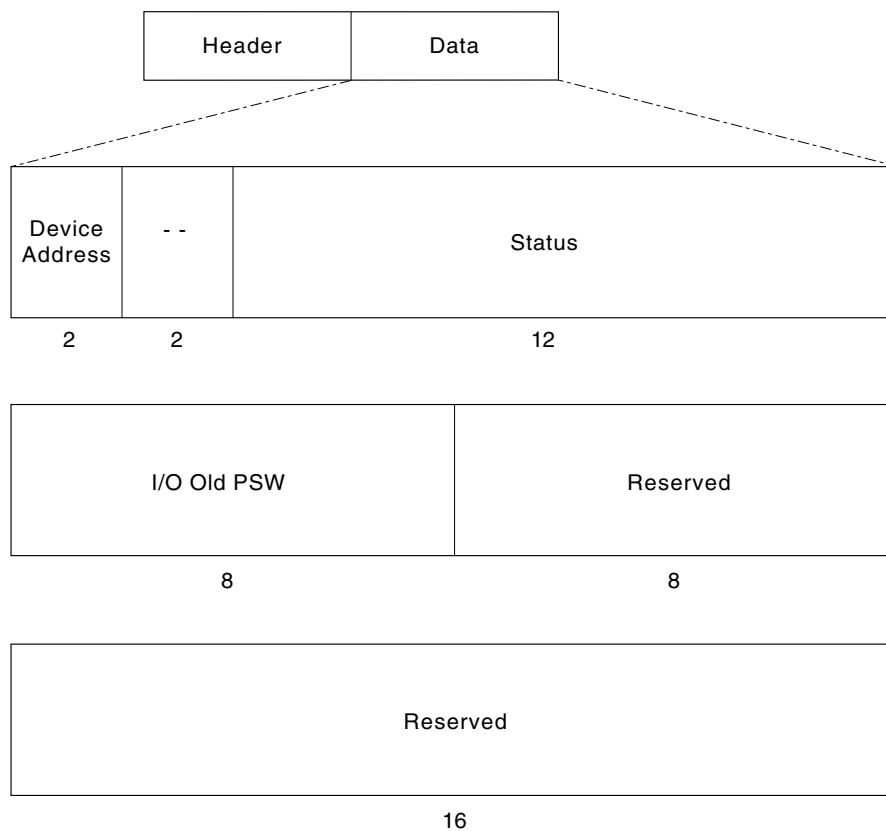 Header Data
Device
Address
- -
Status
2 2 12
I/O Old PSW Reserved
8 8
Reserved
16